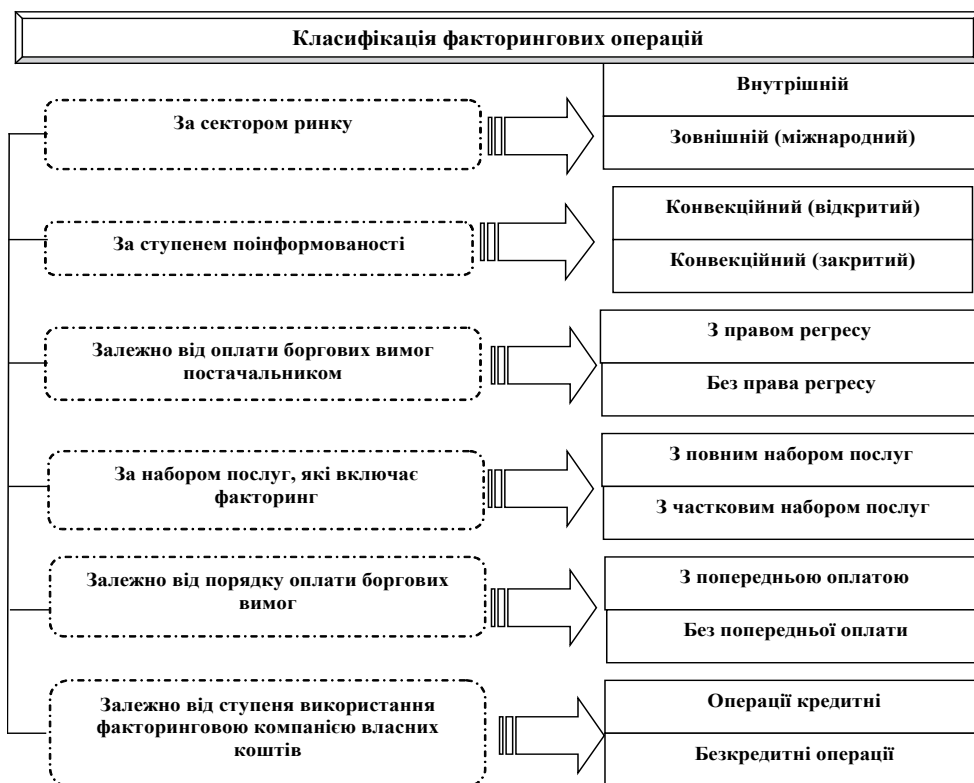 Класифікація факторингових операцій
За сектором ринку
Внутрішній
Зовнішній (міжнародний)
За ступенем поінформованості
Конвекційний (відкритий)
Конвекційний (закритий)
Залежно від оплати боргових вимог
постачальником
З правом регресу
Без права регресу
За набором послуг, які включає
факторинг
З повним набором послуг
З частковим набором послуг
Залежно від порядку оплати боргових
вимог
З попередньою оплатою
Без попередньої оплати
Залежно від ступеня використання
факторинговою компанією власних
коштів
Операції кредитні
Безкредитні операції